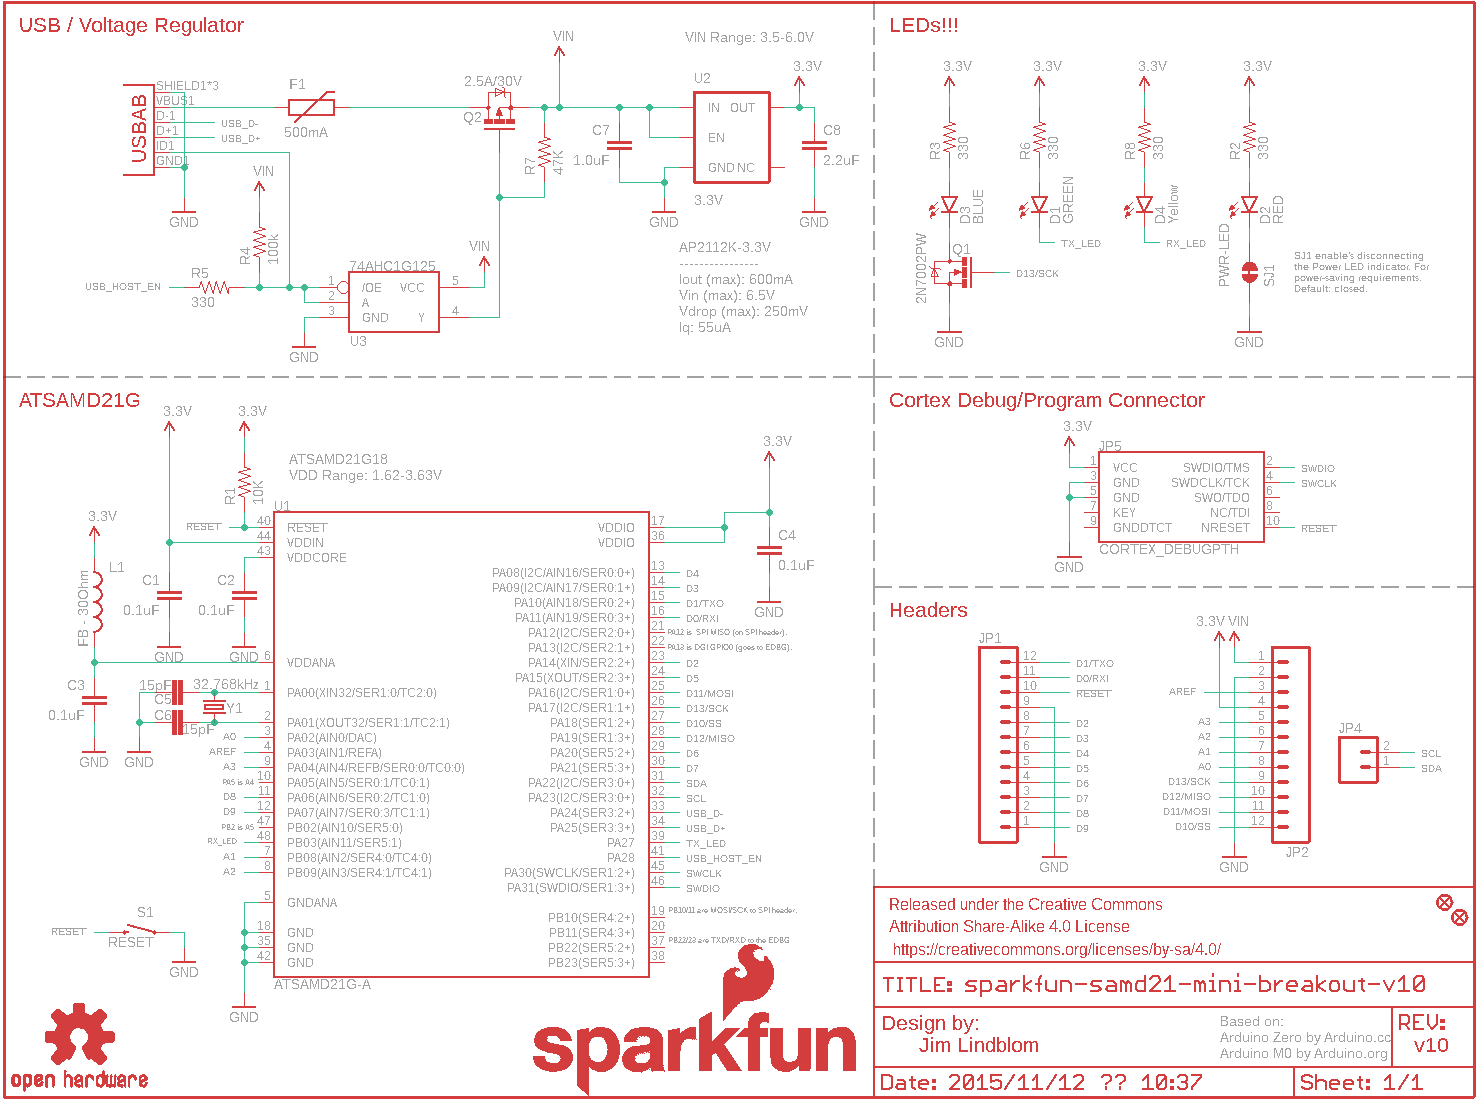 USB / Voltage Regulator
USBAB
SHIELD1*3
VBUS1
D-1
D+1
ID1
GND1
USB_D-
USB_D+
F1
500mA
2.5A/30V
Q2
VIN
R7
47K
C7
1.0uF
VIN Range: 3.5-6.0V
U2
IN OUT
EN
GND NC
3.3V
3.3V
C8
2.2uF
GND
GND
GND
VIN
R4
100k
R5
330
USB_HOST_EN
74AHC1G125
1 /OE VCC 5
2 A
3 GND Y 4
U3
VIN
GND
AP2112K-3.3V
---------------
Iout (max): 600mA
Vin (max): 6.5V
Vdrop (max): 250mV
Iq: 55uA
LEDs!!!
3.3V 3.3V 3.3V 3.3V
R3 330
R6 330
R8 330
R2 330
D3 BLUE
D1 GREEN
D4 Yellow
D2 RED
TX_LED
RX_LED
2N7002PW
Q1
D13/SCK
PWR-LED
SJ1
GND
GND
SJ1 enable's disconnecting
the Power LED indicator. For
power-saving requirements.
Default: closed.
ATSAMD21G
3.3V 3.3V
R1
10K
ATSAMD21G18
VDD Range: 1.62-3.63V
3.3V
U1
RESET 40 RESET
44 VDDIN
43 VDDCORE
3.3V
L1
FB - 30Ohm
C1
0.1uF
C2
0.1uF
GND
GND
6 VDDANA
C3
0.1uF
15pF
C5
C6
15pF
32.768kHz
Y1
GND
GND
1 PA00(XIN32/SER1:0/TC2:0)
2 PA01(XOUT32/SER1:1/TC2:1)
A0 3 PA02(AIN0/DAC)
AREF 4 PA03(AIN1/REFA)
A3 9 PA04(AIN4/REFB/SER0:0/TC0:0)
PA5 is A4 10 PA05(AIN5/SER0:1/TC0:1)
D8 11 PA06(AIN6/SER0:2/TC1:0)
D9 12 PA07(AIN7/SER0:3/TC1:1)
PB2 is A5 47 PB02(AIN10/SER5:0)
RX_LED 48 PB03(AIN11/SER5:1)
A1 7 PB08(AIN2/SER4:0/TC4:0)
A2 8 PB09(AIN3/SER4:1/TC4:1)
5 GNDANA
18 GND
35 GND
42 GND
GND
ATSAMD21G-A
VDDIO 17
VDDIO 36
C4
0.1uF
GND
PA08(I2C/AIN16/SER0:0+) 13 D4
PA09(I2C/AIN17/SER0:1+) 14 D3
PA10(AIN18/SER0:2+) 15 D1/TXO
PA11(AIN19/SER0:3+) 16 D0/RXI
PA12(I2C/SER2:0+) 21 PA12 is SPI MISO (on SPI header).
PA13(I2C/SER2:1+) 22 PA13 is DGI GPIO0 (goes to EDBG).
PA14(XIN/SER2:2+) 23 D2
PA15(XOUT/SER2:3+) 24 D5
PA16(I2C/SER1:0+) 25 D11/MOSI
PA17(I2C/SER1:1+) 26 D13/SCK
PA18(SER1:2+) 27 D10/SS
PA19(SER1:3+) 28 D12/MISO
PA20(SER5:2+) 29 D6
PA21(SER5:3+) 30 D7
PA22(I2C/SER3:0+) 31 SDA
PA23(I2C/SER3:1+) 32 SCL
PA24(SER3:2+) 33 USB_D-
PA25(SER3:3+) 34 USB_D+
PA27 39 TX_LED
PA28 41 USB_HOST_EN
PA30(SWCLK/SER1:2+) 45 SWCLK
PA31(SWDIO/SER1:3+) 46 SWDIO
PB10(SER4:2+) 19 PB10/11 are MOSI/SCK to SPI header.
PB11(SER4:3+) 20
PB22(SER5:2+) 37 PB22/23 are TXD/RXD to the EDBG
PB23(SER5:3+) 38
S1
RESET
RESET
GND
open hardware
sparkfun
Cortex Debug/Program Connector
3.3V
JP5
1 VCC SWDIO/TMS 2 SWDIO
3 GND SWDCLK/TCK 4 SWCLK
5 GND SWO/TDO 6
7 KEY NC/TDI 8
9 GNDDTCT NRESET 10 RESET
CORTEX_DEBUGPTH
GND
Headers
JP1
12 D1/TXO
11 D0/RXI
10 RESET
9
8 D2
7 D3
6 D4
5 D5
4 D6
3 D7
2 D8
1 D9
GND
3.3V VIN
1
2
AREF 3
4
A3 5
A2 6
A1 7
A0 8
D13/SCK 9
D12/MISO 10
D11/MOSI 11
D10/SS 12
JP2
GND
JP4
2 SCL
1 SDA
Released under the Creative Commons
Attribution Share-Alike 4.0 License
https://creativecommons.org/licenses/by-sa/4.0/
TITLE: sparkfun-samd21-mini-breakout-v10
Design by:
Jim Lindblom
Based on:
Arduino Zero by Arduino.cc
Arduino M0 by Arduino.org
REV:
v10
Date: 2015/11/12 ?? 10:37
Sheet: 1/1